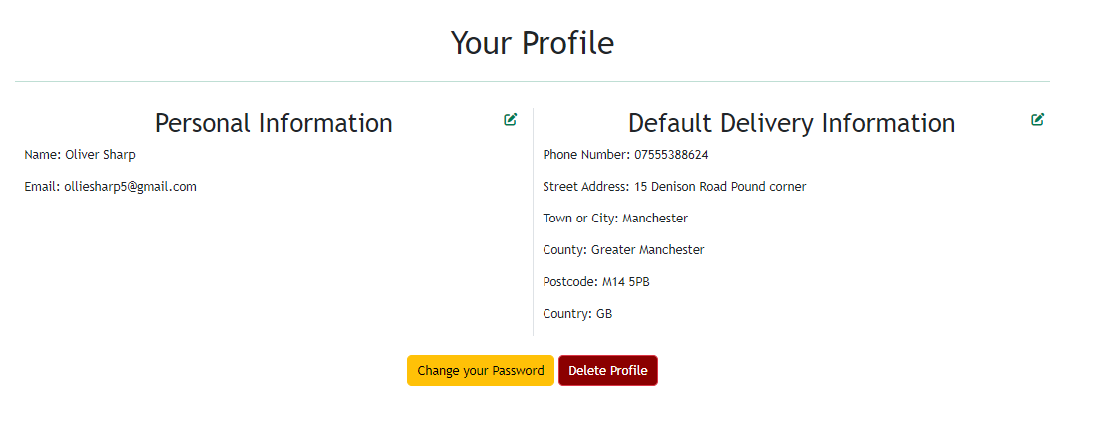 Your Profile
Personal Information
Name: Oliver Sharp
Email: olliesharp5@gmail.com
Default Delivery Information
Phone Number: 07555388624
Street Address: 15 Denison Road Pound corner
Town or City: Manchester
County: Greater Manchester
Postcode: M14 5PB
Country: GB
Change your Password
Delete Profile